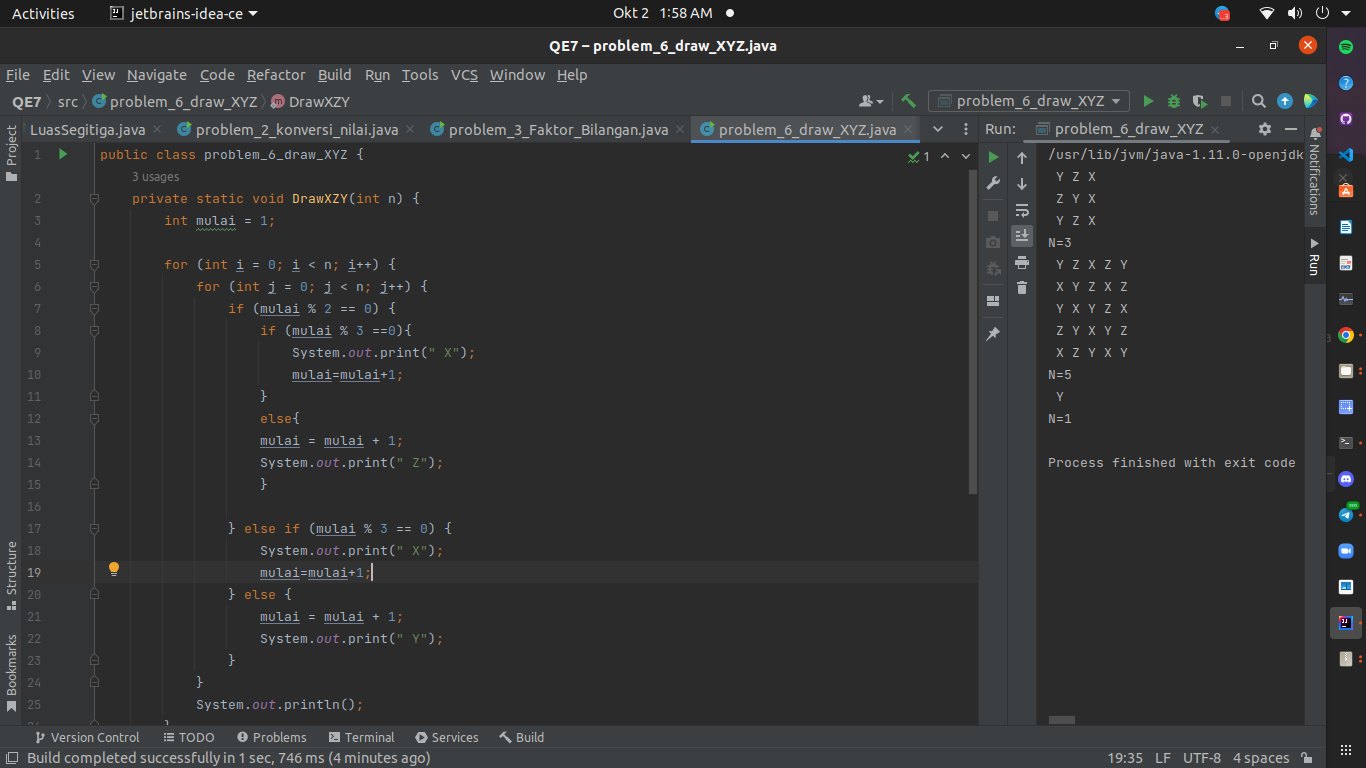 Activities jetbrains-idea-ce Okt 2 1:58 AM
QE7 – problem_6_draw_XYZ.java
File Edit View Navigate Code Refactor Build Run Tools VCS Window Help
QE7 src problem_6_draw_XYZ DrawXZY problem_6_draw_XYZ
LuasSegitiga.java problem_2_konversi_nilai.java problem_3_Faktor_Bilangan.java problem_6_draw_XYZ.java
Project
Structure
Bookmarks
1 public class problem_6_draw_XYZ {
3 usages
2 private static void DrawXZY(int n) {
3 int mulai = 1;
4
5 for (int i = 0; i < n; i++) {
6 for (int j = 0; j < n; j++) {
7 if (mulai % 2 == 0) {
8 if (mulai % 3 ==0){
9 System.out.print(" X");
10 mulai=mulai+1;
11 }
12 else{
13 mulai = mulai + 1;
14 System.out.print(" Z");
15 }
16
17 } else if (mulai % 3 == 0) {
18 System.out.print(" X");
19 mulai=mulai+1;
20 } else {
21 mulai = mulai + 1;
22 System.out.print(" Y");
23 }
24 }
25 System.out.println();
1
Run: problem_6_draw_XYZ
/usr/lib/jvm/java-1.11.0-openjdk
Y Z X
Z Y X
Y Z X
N=3
Y Z X Z Y
X Y Z X Z
Y X Y Z X
Z Y X Y Z
X Z Y X Y
N=5
Y
N=1
Process finished with exit code
Notifications
Run
Version Control TODO Problems Terminal Services Build
Build completed successfully in 1 sec, 746 ms (4 minutes ago) 19:35 LF UTF-8 4 spaces